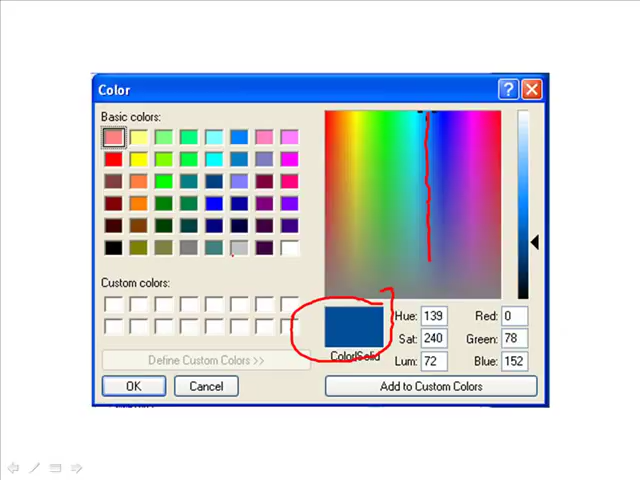 Color
Basic colors:
Custom colors:
Define Custom Colors >>
OK Cancel
Hue: 139 Red: 0
Sat: 240 Green: 78
Lum: 72 Blue: 152
Color|Solid
Add to Custom Colors